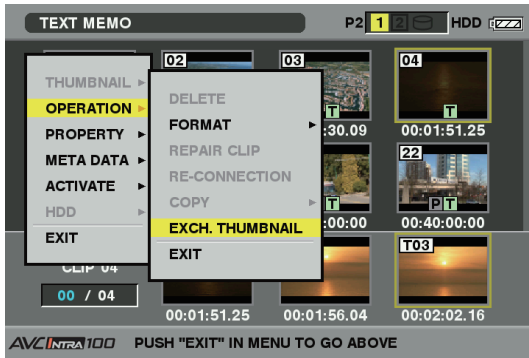 TEXT MEMO
P2 1 2 HDD
THUMBNAIL
OPERATION
PROPERTY
META DATA
ACTIVATE
HDD
EXIT
DELETE
FORMAT
REPAIR CLIP
RE-CONNECTION
COPY
EXCH. THUMBNAIL
EXIT
02
03
04
T
T
:30.09
00:01:51.25
22
T
P T
:00:00
00:40:00:00
CLIP 04
00 / 04
T03
00:01:51.25
00:01:56.04
00:02:02.16
AVC INTRA 100 PUSH "EXIT" IN MENU TO GO ABOVE